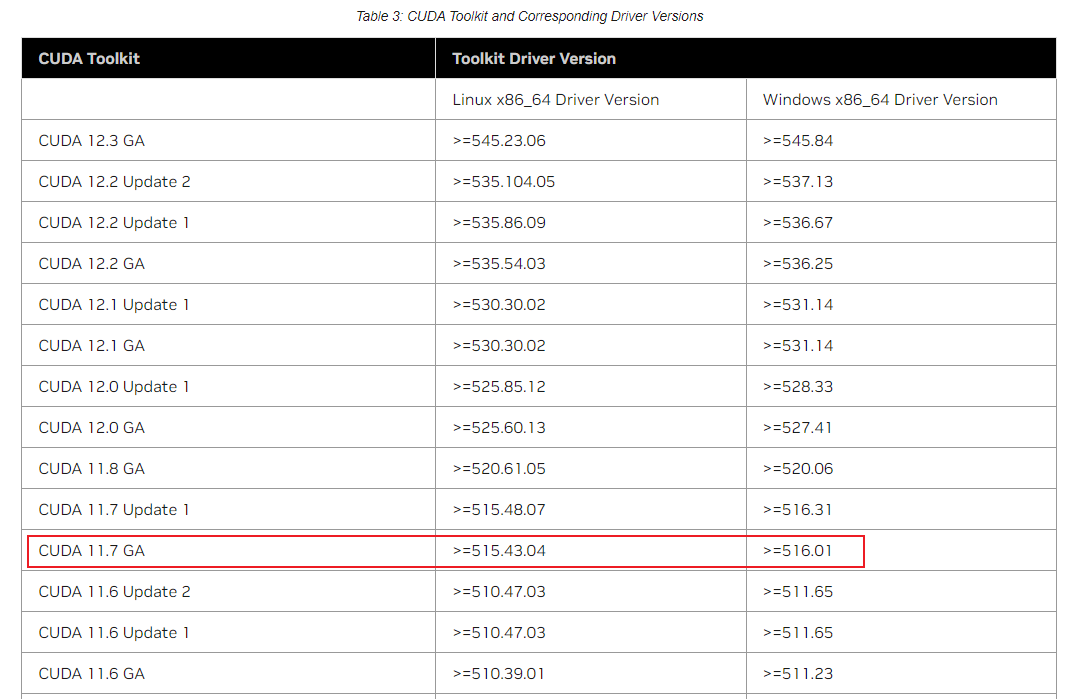 Table 3: CUDA Toolkit and Corresponding Driver Versions
CUDA Toolkit Toolkit Driver Version
Linux x86_64 Driver Version Windows x86_64 Driver Version
CUDA 12.3 GA >=545.23.06 >=545.84
CUDA 12.2 Update 2 >=535.104.05 >=537.13
CUDA 12.2 Update 1 >=535.86.09 >=536.67
CUDA 12.2 GA >=535.54.03 >=536.25
CUDA 12.1 Update 1 >=530.30.02 >=531.14
CUDA 12.1 GA >=530.30.02 >=531.14
CUDA 12.0 Update 1 >=525.85.12 >=528.33
CUDA 12.0 GA >=525.60.13 >=527.41
CUDA 11.8 GA >=520.61.05 >=520.06
CUDA 11.7 Update 1 >=515.48.07 >=516.31
CUDA 11.7 GA >=515.43.04 >=516.01
CUDA 11.6 Update 2 >=510.47.03 >=511.65
CUDA 11.6 Update 1 >=510.47.03 >=511.65
CUDA 11.6 GA >=510.39.01 >=511.23